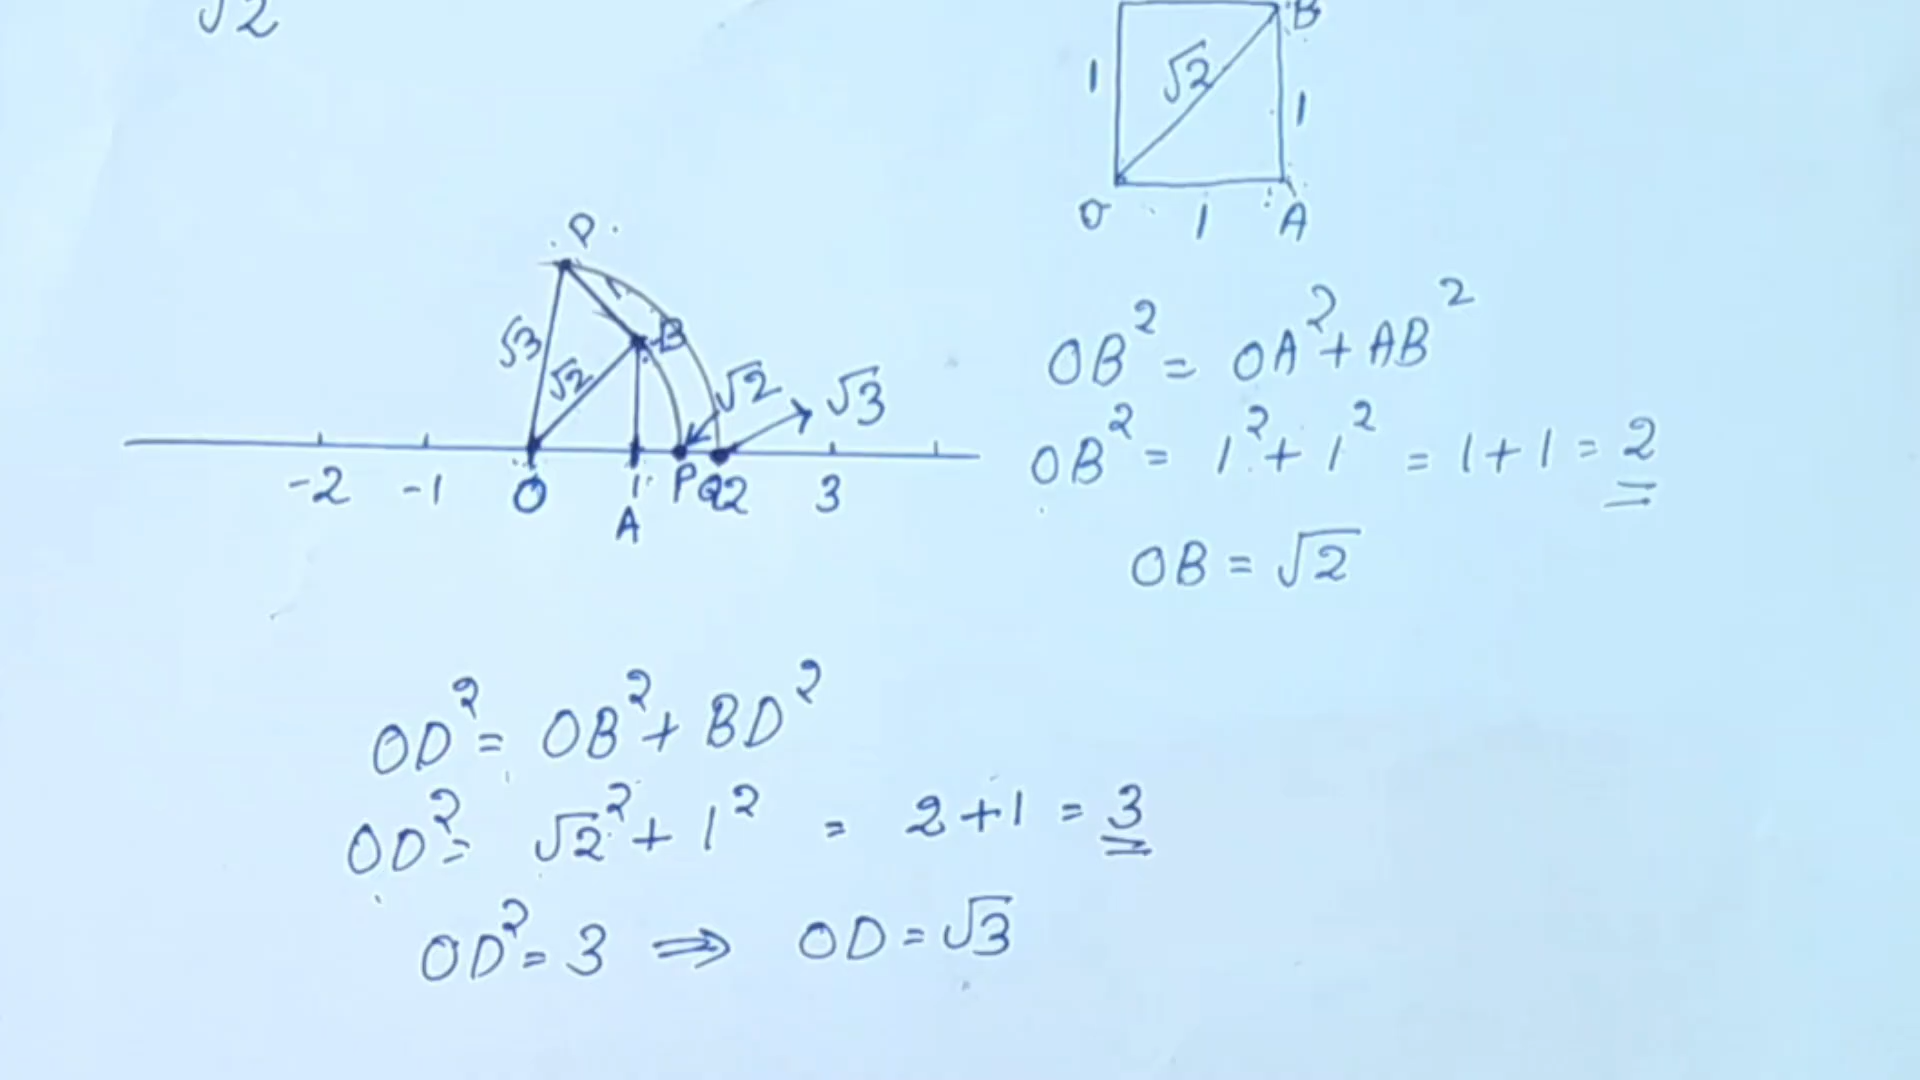 √2
B
1
√2
1
O 1 A
D
1
B
√3
√2
√2
√3
-2 -1 O 1 P Q 2 3
A
OB² = OA² + AB²
OB² = 1² + 1² = 1 + 1 = 2
OB = √2
OD² = OB² + BD²
OD² = √2² + 1² = 2 + 1 = 3
OD² = 3 ⇒ OD = √3